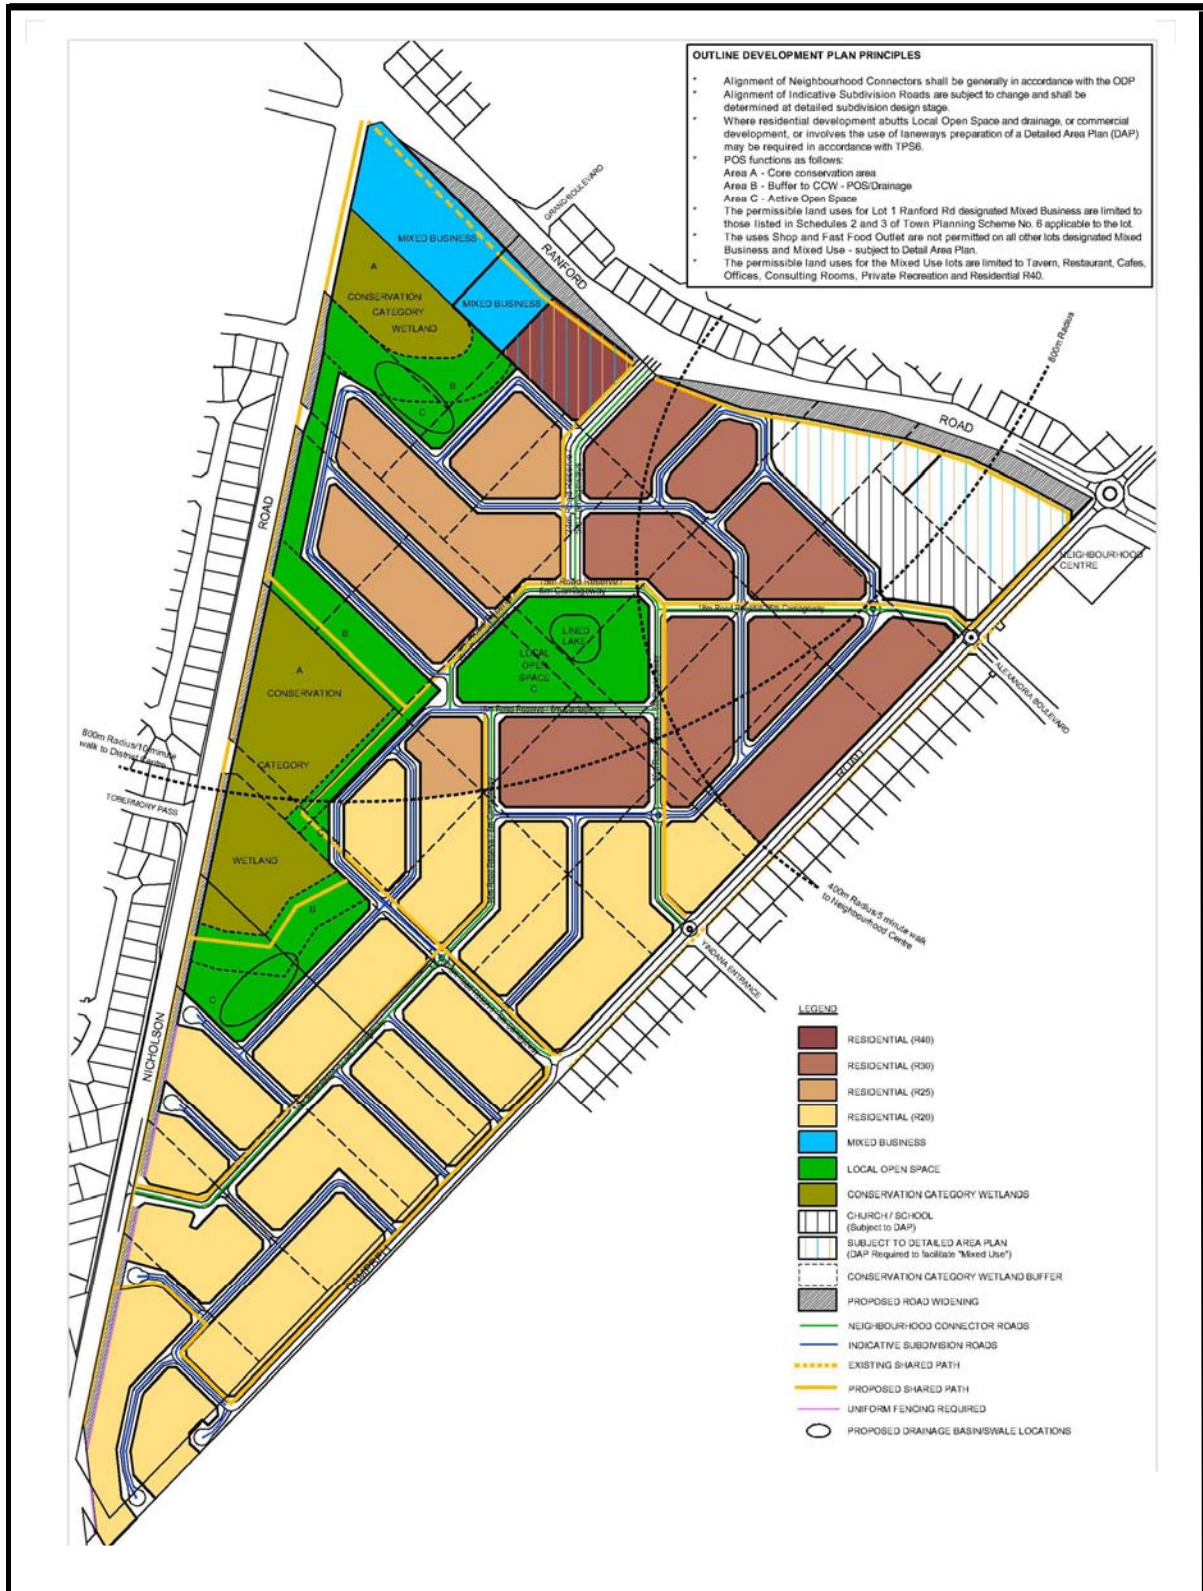 OUTLINE DEVELOPMENT PLAN PRINCIPLES
* Alignment of Neighbourhood Connectors shall be generally in accordance with the ODP
* Alignment of Indicative Subdivision Roads are subject to change and shall be
determined at detailed subdivision design stage.
* Where residential development abutts Local Open Space and drainage, or commercial
development, or involves the use of laneways preparation of a Detailed Area Plan (DAP)
may be required in accordance with TPS6.
* POS functions as follows:
Area A - Core conservation area
Area B - Buffer to CCW - POS/Drainage
Area C - Active Open Space
* The permissible land uses for Lot 1 Ranford Rd designated Mixed Business are limited to
those listed in Schedules 2 and 3 of Town Planning Scheme No. 6 applicable to the lot.
* The uses Shop and Fast Food Outlet are not permitted on all other lots designated Mixed
Business and Mixed Use - subject to Detail Area Plan.
* The permissible land uses for the Mixed Use lots are limited to Tavern, Restaurant, Cafes,
Offices, Consulting Rooms, Private Recreation and Residential R40.
GRAND BOULEVARD
RANFORD
ROAD
800m Radius
MIXED BUSINESS
MIXED BUSINESS
A
CONSERVATION
CATEGORY
WETLAND
B
C
ROAD
NEIGHBOURHOOD
CENTRE
15m Road Reserve /
6m Carriageway
LINED
LAKE
LOCAL
OPEN
SPACE
C
B
A
CONSERVATION
CATEGORY
WETLAND
B
C
C
ALEXANDRA BOULEVARD
ROAD
800m Radius/10 minute
walk to District Centre
TOBERMORY PASS
400m Radius/5 minute walk
to Neighbourhood Centre
YINDANA ENTRANCE
NICHOLSON
CAMPBELL
LEGEND
RESIDENTIAL (R40)
RESIDENTIAL (R30)
RESIDENTIAL (R25)
RESIDENTIAL (R20)
MIXED BUSINESS
LOCAL OPEN SPACE
CONSERVATION CATEGORY WETLANDS
CHURCH / SCHOOL
(Subject to DAP)
SUBJECT TO DETAILED AREA PLAN
(DAP Required to facilitate "Mixed Use")
CONSERVATION CATEGORY WETLAND BUFFER
PROPOSED ROAD WIDENING
NEIGHBOURHOOD CONNECTOR ROADS
INDICATIVE SUBDIVISION ROADS
EXISTING SHARED PATH
PROPOSED SHARED PATH
UNIFORM FENCING REQUIRED
PROPOSED DRAINAGE BASIN/SWALE LOCATIONS